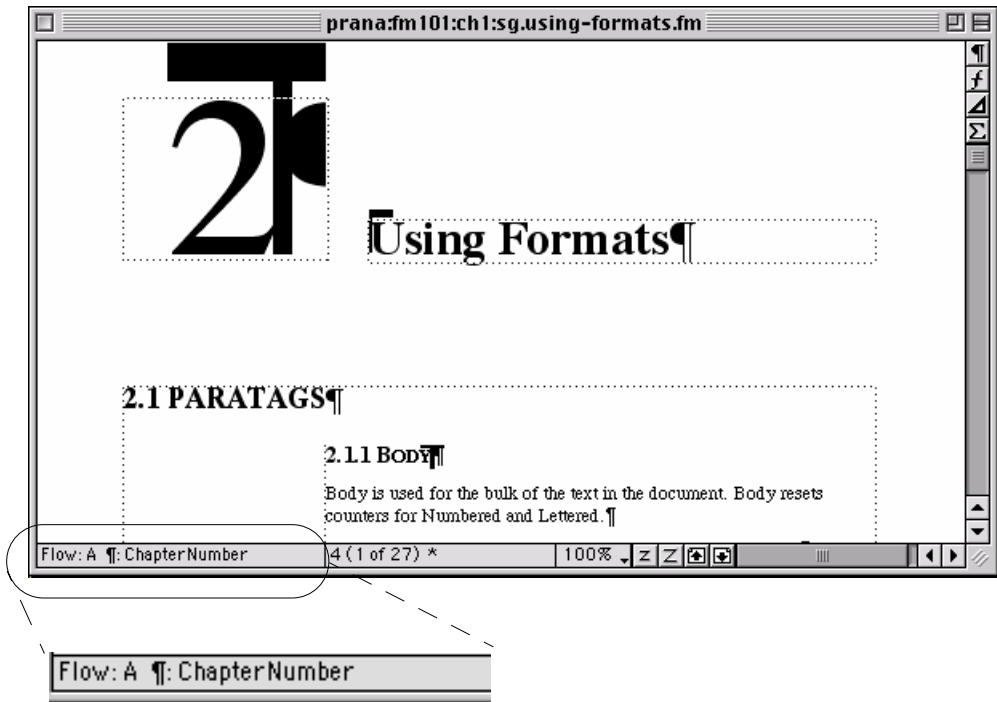 prana:fm101:ch1:sg.using-formats.fm
¶
f
Σ
2¶
Using Formats¶
2.1 PARATAGS¶
2.1.1 BODY¶
Body is used for the bulk of the text in the document. Body resets
counters for Numbered and Lettered.¶
Flow: A ¶: ChapterNumber
4 (1 of 27) *
100%
z Z
Flow: A ¶: ChapterNumber